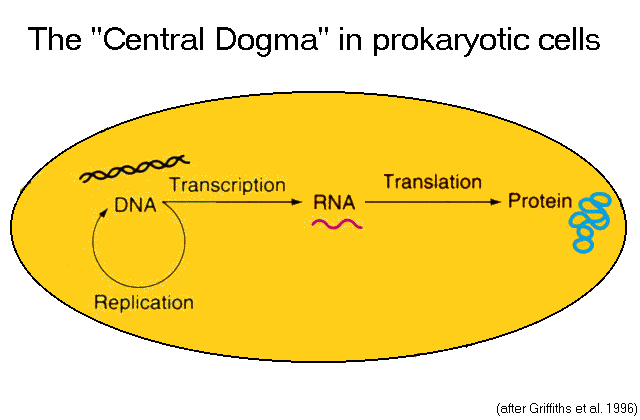 The "Central Dogma" in prokaryotic cells
Transcription
Translation
DNA
RNA
Protein
Replication
(after Griffiths et al. 1996)